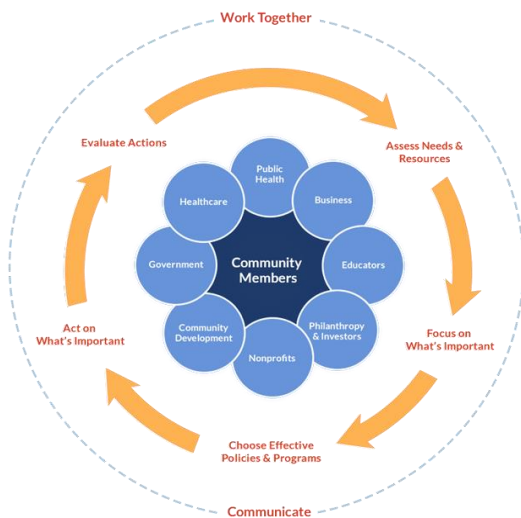 Work Together
Evaluate Actions
Assess Needs &
Resources
Public
Health
Healthcare
Business
Government
Community
Members
Educators
Act on
What's Important
Community
Development
Philanthropy
& Investors
Focus on
What's Important
Nonprofits
Choose Effective
Policies & Programs
Communicate